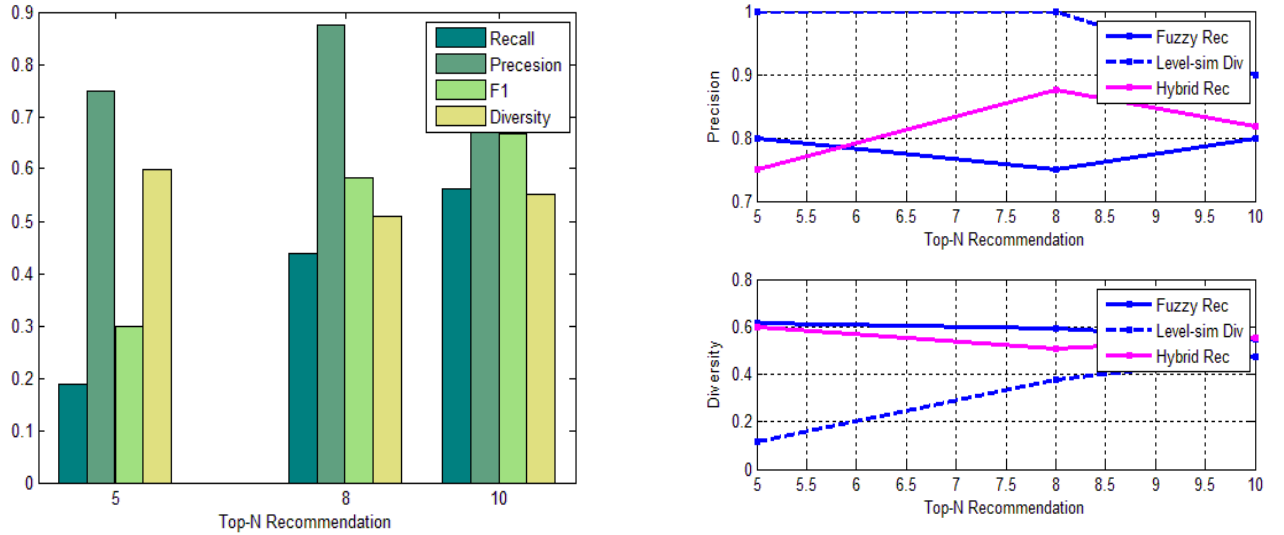 0.9
0.8
0.7
0.6
0.5
0.4
0.3
0.2
0.1
0
5
8
10
Top-N Recommendation
Recall
Precesion
F1
Diversity
1
0.9
0.8
0.7
Precision
5 5.5 6 6.5 7 7.5 8 8.5 9 9.5 10
Top-N Recommendation
Fuzzy Rec
Level-sim Div
Hybrid Rec
0.8
0.6
0.4
0.2
0
Diversity
5 5.5 6 6.5 7 7.5 8 8.5 9 9.5 10
Top-N Recommendation
Fuzzy Rec
Level-sim Div
Hybrid Rec